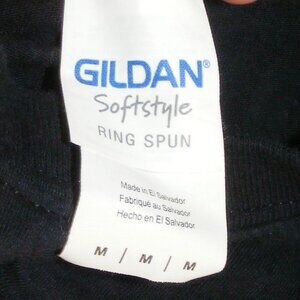 GILDAN®
Softstyle
RING SPUN
Made in El Salvador
Fabriqué au Salvador
Hecho en El Salvador
M / M / M